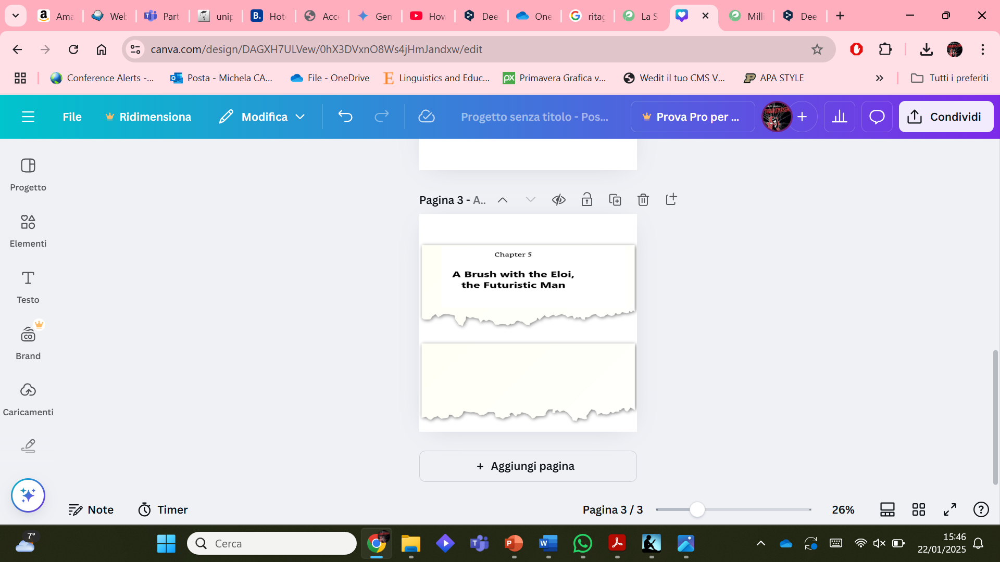 Ama
Web
Part
unip
Hote
Acc
Gem
How
Dee
One
ritag
La S
Milli
Dee
canva.com/design/DAGXH7ULVew/0hX3DVxnO8Ws4jHmJandxw/edit
Conference Alerts -...
Posta - Michela CA...
File - OneDrive
Linguistics and Educ...
Primavera Grafica v...
Wedit il tuo CMS V...
APA STYLE
Tutti i preferiti
File
Ridimensiona
Modifica
Progetto senza titolo - Pos...
Prova Pro per ...
Condividi
Progetto
Elementi
Testo
Brand
Caricamenti
Pagina 3 - A..
Chapter 5
A Brush with the Eloi,
the Futuristic Man
+ Aggiungi pagina
Note
Timer
Pagina 3 / 3
26%
7°
Cerca
15:46
22/01/2025